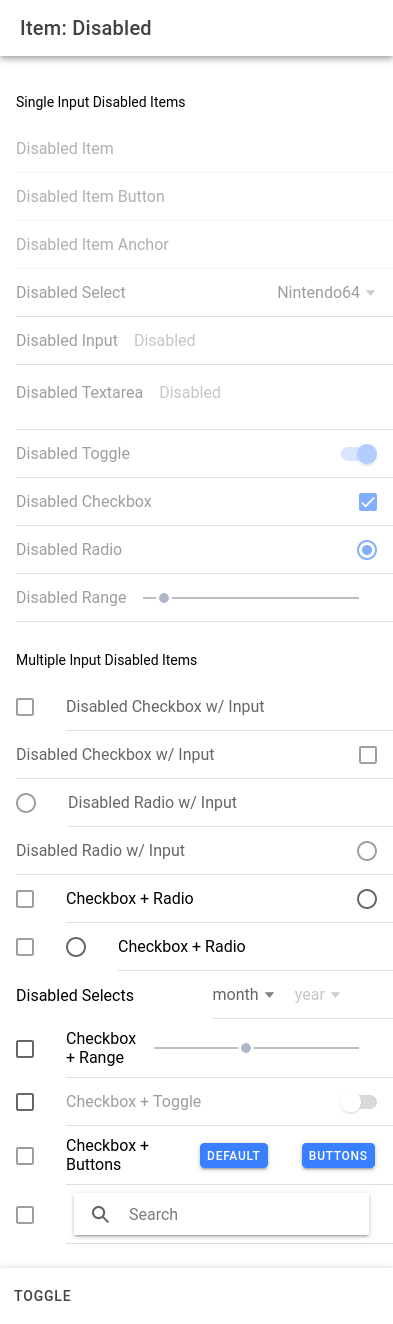 Item: Disabled
Single Input Disabled Items
Disabled Item
Disabled Item Button
Disabled Item Anchor
Disabled Select Nintendo64
Disabled Input Disabled
Disabled Textarea Disabled
Disabled Toggle
Disabled Checkbox
Disabled Radio
Disabled Range
Multiple Input Disabled Items
Disabled Checkbox w/ Input
Disabled Checkbox w/ Input
Disabled Radio w/ Input
Disabled Radio w/ Input
Checkbox + Radio
Checkbox + Radio
Disabled Selects month year
Checkbox
+ Range
Checkbox + Toggle
Checkbox +
Buttons
DEFAULT BUTTONS
Search
TOGGLE